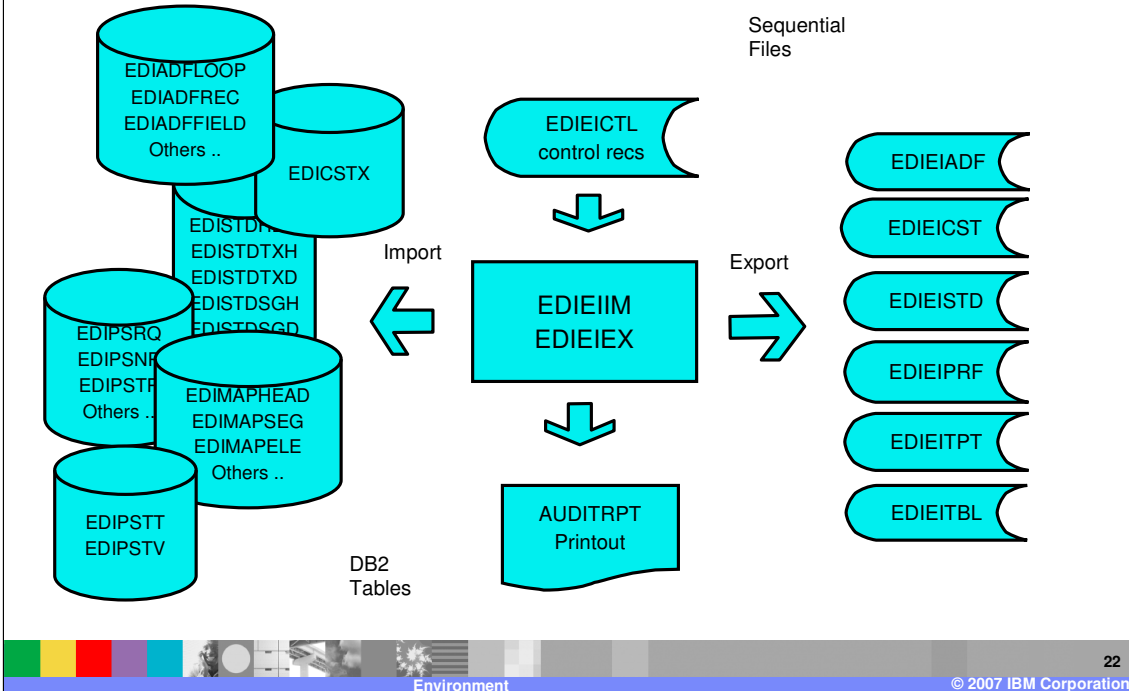 Sequential
Files
EDIADFLOOP
EDIADFREC
EDIADFFIELD
Others ..
EDICSTX
EDISTDTXH
EDISTDTXD
EDISTDSGH
EDISTDSGD
EDIPSRQ
Others ..
EDIMAPHEAD
EDIMAPSEG
EDIMAPELE
Others ..
EDIPSTT
EDIPSTV
DB2
Tables
Import
EDIEICTL
control recs
EDIEIIM
EDIEIEX
AUDITRPT
Printout
Export
EDIEIADF
EDIEICST
EDIEISTD
EDIEIPRF
EDIEITPT
EDIEITBL
22
Environment
© 2007 IBM Corporation